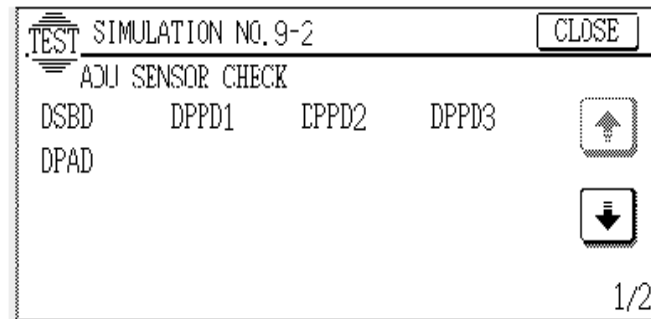 TEST SIMULATION NO. 9-2 CLOSE
ADU SENSOR CHECK
DSBD DPPD1 DPPD2 DPPD3
DPAD
1/2